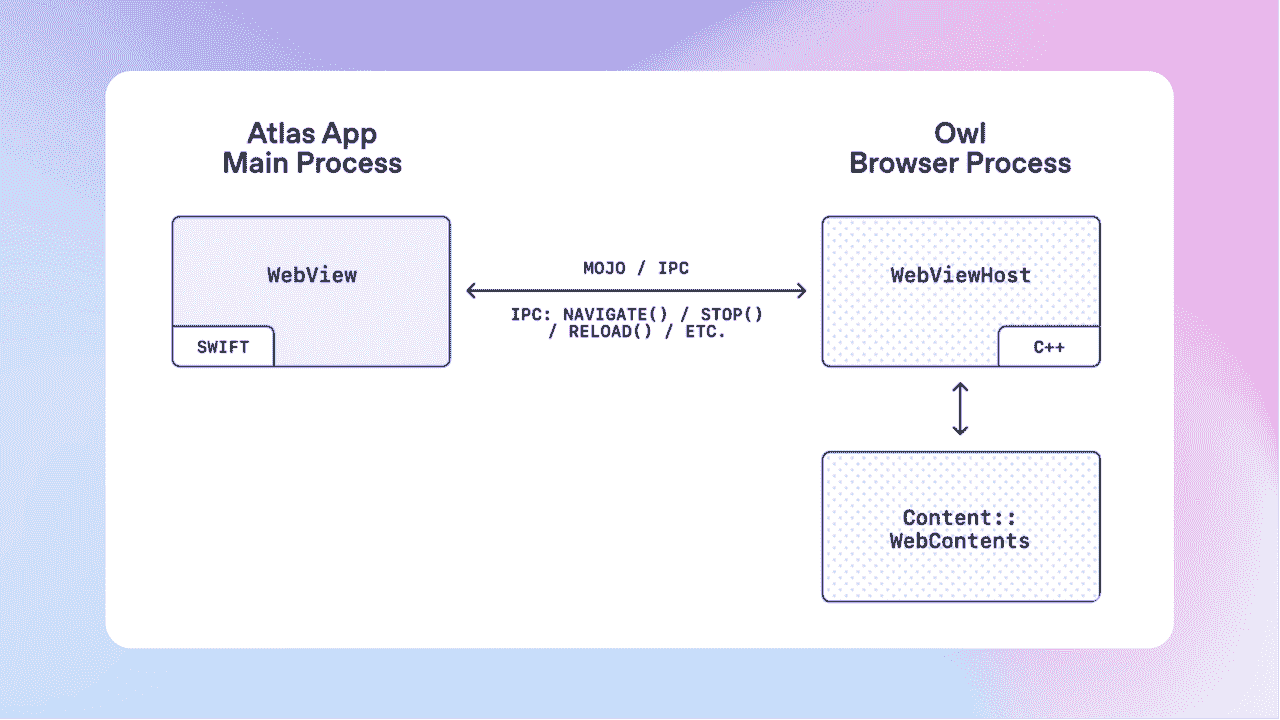 Atlas App
Main Process
Owl
Browser Process
WebView
SWIFT
MOJO / IPC
IPC: NAVIGATE() / STOP()
/ RELOAD() / ETC.
WebViewHost
C++
Content::
WebContents